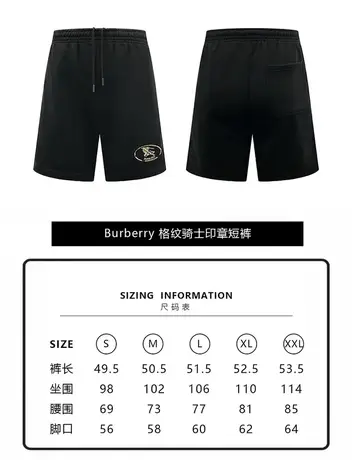 Burberry 格纹骑士印章短裤
SIZING INFORMATION
尺码表
SIZE S M L XL XXL
裤长 49.5 50.5 51.5 52.5 53.5
坐围 98 102 106 110 114
腰围 69 73 77 81 85
脚口 56 58 60 62 64